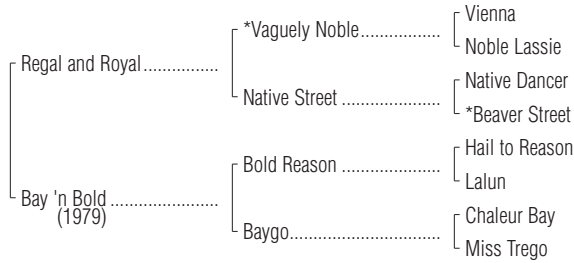 Vienna
*Vaguely Noble..................
Noble Lassie
Regal and Royal................
Native Dancer
Native Street ......................
*Beaver Street
Hail to Reason
Bold Reason ......................
Lalun
Bay 'n Bold .......................
(1979)
Chaleur Bay
Baygo..................................
Miss Trego